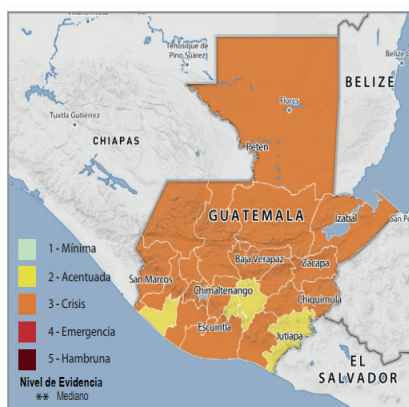 Tenosique de
Pino Suárez
Belize C
BELIZE
Flores
Tuxtla Gutiérrez
CHIAPAS
Petén
GUATEMALA
Izabal
San P
Baja Verapaz
Zacapa
San Marcos
Chimaltenango
Chiquimula
Escuintla
Jutiapa
EL
SALVADOR
1 - Mínima
2 - Acentuada
3 - Crisis
4 - Emergencia
5 - Hambruna
Nivel de Evidencia
** Mediano